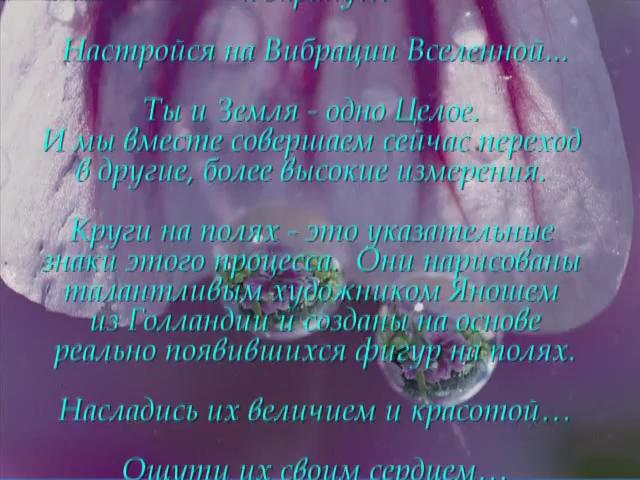 Настройся на Вибрации Вселенной...
Ты и Земля - одно Целое.
И мы вместе совершаем сейчас переход
в другие, более высокие измерения.
Круги на полях - это указательные
знаки этого процесса. Они нарисованы
талантливым художником Яношем
из Голландии и созданы на основе
реально появившихся фигур на полях.
Насладись их величием и красотой…
Ощути их своим сердцем…